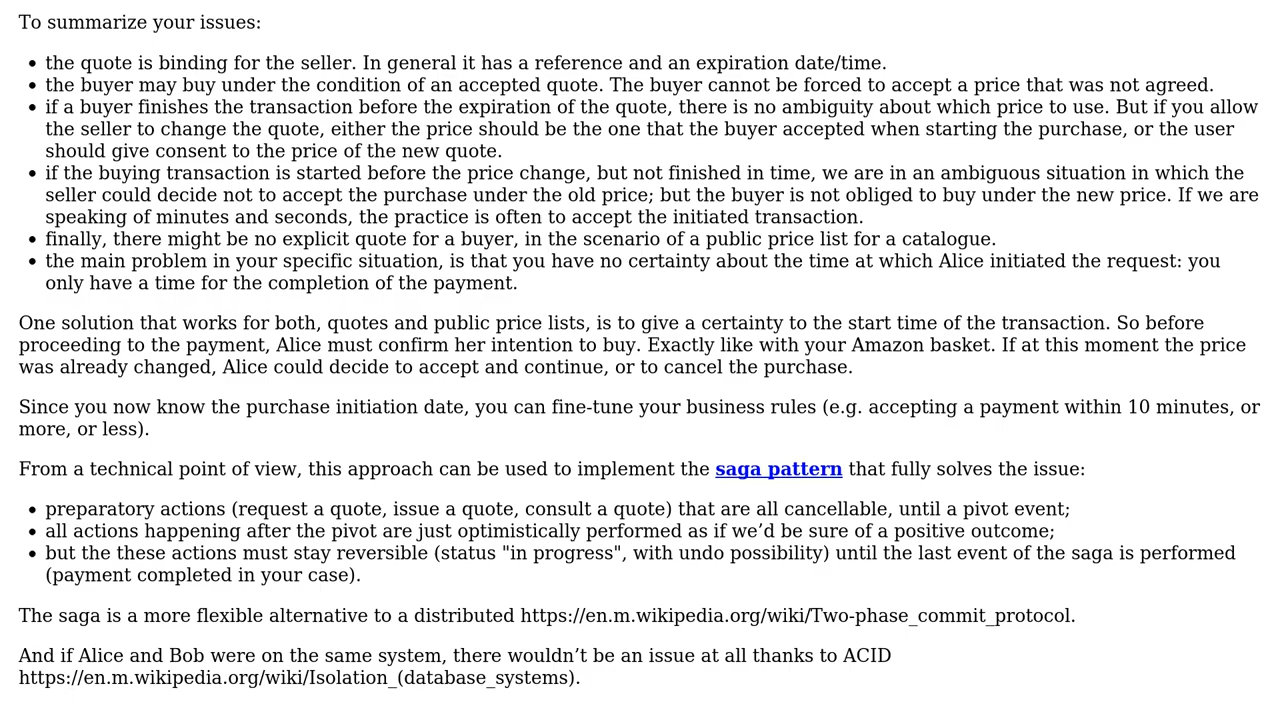 To summarize your issues:
• the quote is binding for the seller. In general it has a reference and an expiration date/time.
• the buyer may buy under the condition of an accepted quote. The buyer cannot be forced to accept a price that was not agreed.
• if a buyer finishes the transaction before the expiration of the quote, there is no ambiguity about which price to use. But if you allow
the seller to change the quote, either the price should be the one that the buyer accepted when starting the purchase, or the user
should give consent to the price of the new quote.
• if the buying transaction is started before the price change, but not finished in time, we are in an ambiguous situation in which the
seller could decide not to accept the purchase under the old price; but the buyer is not obliged to buy under the new price. If we are
speaking of minutes and seconds, the practice is often to accept the initiated transaction.
• finally, there might be no explicit quote for a buyer, in the scenario of a public price list for a catalogue.
• the main problem in your specific situation, is that you have no certainty about the time at which Alice initiated the request: you
only have a time for the completion of the payment.
One solution that works for both, quotes and public price lists, is to give a certainty to the start time of the transaction. So before
proceeding to the payment, Alice must confirm her intention to buy. Exactly like with your Amazon basket. If at this moment the price
was already changed, Alice could decide to accept and continue, or to cancel the purchase.
Since you now know the purchase initiation date, you can fine-tune your business rules (e.g. accepting a payment within 10 minutes, or
more, or less).
From a technical point of view, this approach can be used to implement the saga pattern that fully solves the issue:
• preparatory actions (request a quote, issue a quote, consult a quote) that are all cancellable, until a pivot event;
• all actions happening after the pivot are just optimistically performed as if we’d be sure of a positive outcome;
• but the these actions must stay reversible (status "in progress", with undo possibility) until the last event of the saga is performed
(payment completed in your case).
The saga is a more flexible alternative to a distributed https://en.m.wikipedia.org/wiki/Two-phase_commit_protocol.
And if Alice and Bob were on the same system, there wouldn’t be an issue at all thanks to ACID
https://en.m.wikipedia.org/wiki/Isolation_(database_systems).